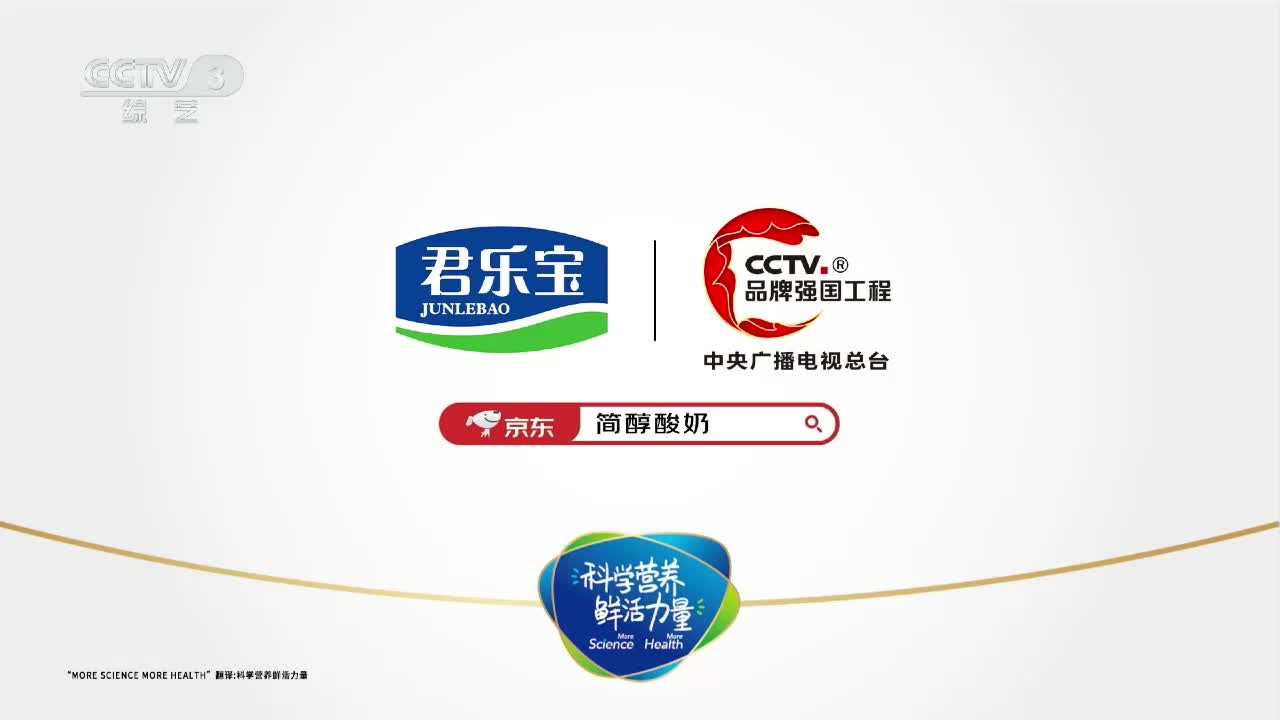 CCTV 3
综艺
君乐宝
JUNLEBAO
CCTV.®
品牌强国工程
中央广播电视总台
京东 简醇酸奶
科学营养
鲜活力量
More Science More Health
"MORE SCIENCE MORE HEALTH" 翻译:科学营养鲜活力量